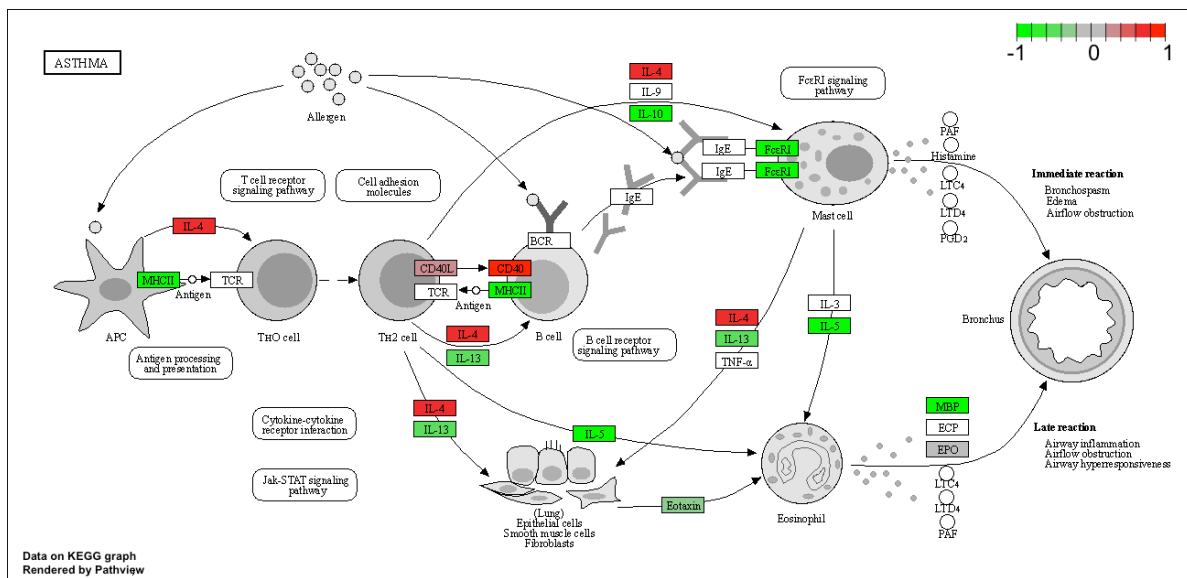 ASTHMA
-1 0 1
Allergen
IL-4
IL-9
IL-10
FcεRI signaling
pathway
T cell receptor
signaling pathway
Cell adhesion
molecules
IgE
FcεRI
IgE
FcεRI
IgE
Mast cell
PAF
Histamine
LTC4
LTD4
PGD2
Immediate reaction
Bronchospasm
Edema
Airflow obstruction
IL-4
MHCII
Antigen
TCR
APC
TH0 cell
CD40L
CD40
TCR
Antigen
MHCII
BCR
TH2 cell
B cell
IL-4
IL-13
B cell receptor
signaling pathway
Antigen processing
and presentation
IL-4
IL-13
TNF-α
IL-3
IL-5
Bronchus
Cytokine-cytokine
receptor interaction
IL-4
IL-13
IL-5
Jak-STAT signaling
pathway
(Lung)
Epithelial cells
Smooth muscle cells
Fibroblasts
Eotaxin
Eosinophil
MBP
ECP
EPO
LTC4
LTD4
PAF
Late reaction
Airway inflammation
Airflow obstruction
Airway hyperresponsiveness
Data on KEGG graph
Rendered by Pathview